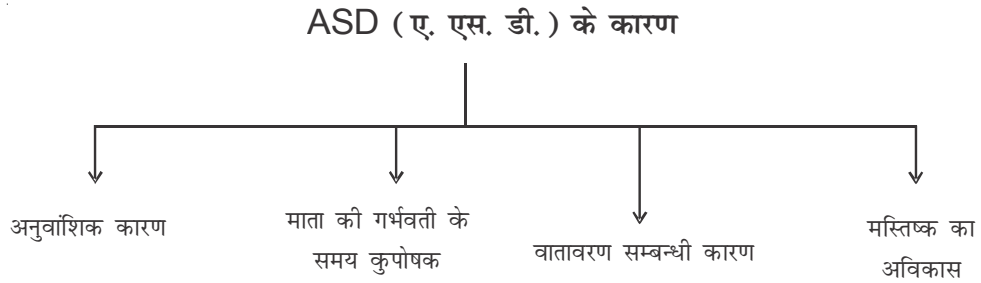 ASD (ए. एस. डी.) के कारण
अनुवांशिक कारण
माता की गर्भवती के
समय कुपोषक
वातावरण सम्बन्धी कारण
मस्तिष्क का
अविकास